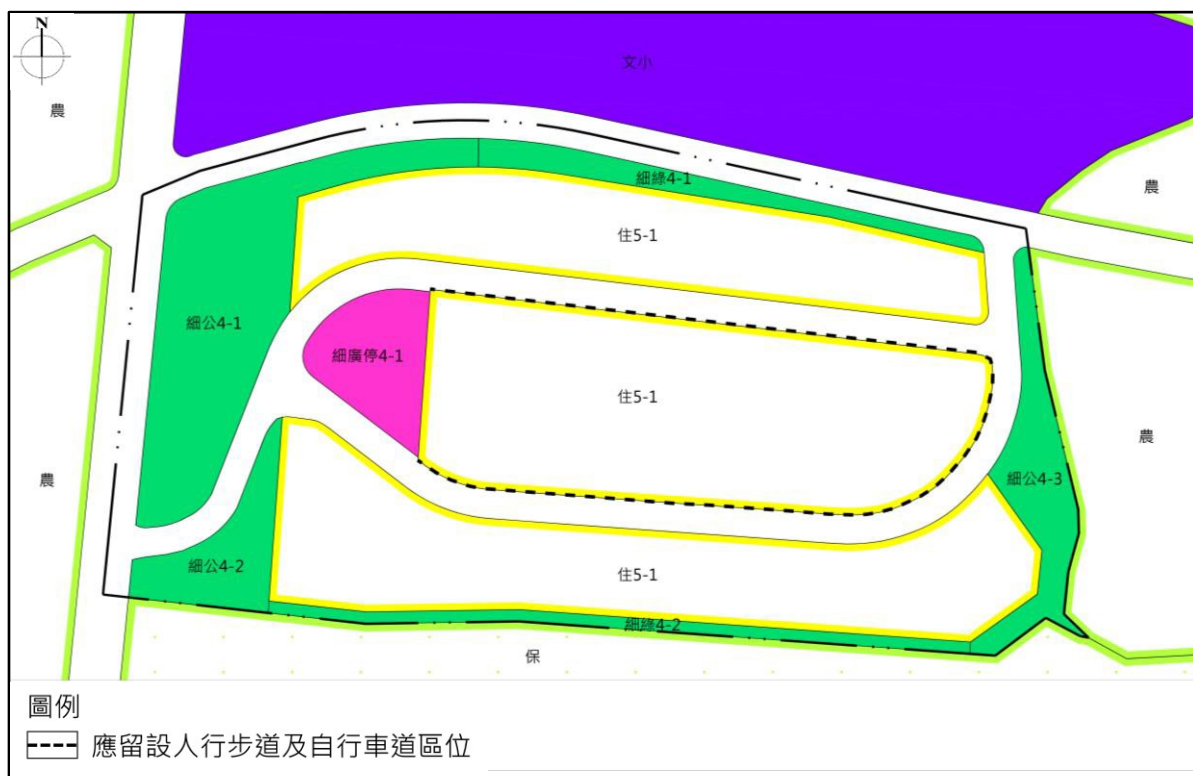 N
文小
農
農
細綠4-1
住5-1
細公4-1
細廣停4-1
住5-1
農
農
細公4-3
細公4-2
住5-1
細綠4-2
保
圖例
應留設人行步道及自行車道區位